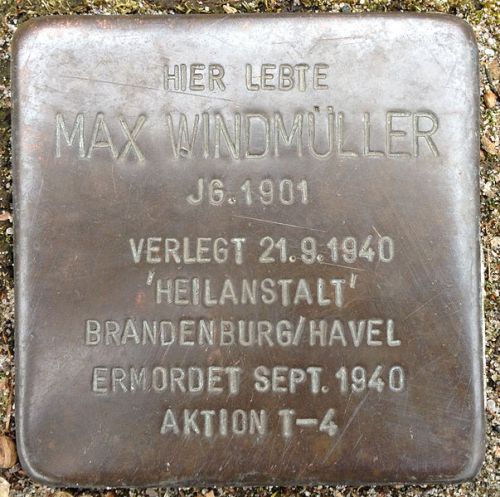 HIER LEBTE
MAX WINDMÜLLER
JG. 1901
VERLEGT 21.9.1940
'HEILANSTALT'
BRANDENBURG/HAVEL
ERMORDET SEPT. 1940
AKTION T-4